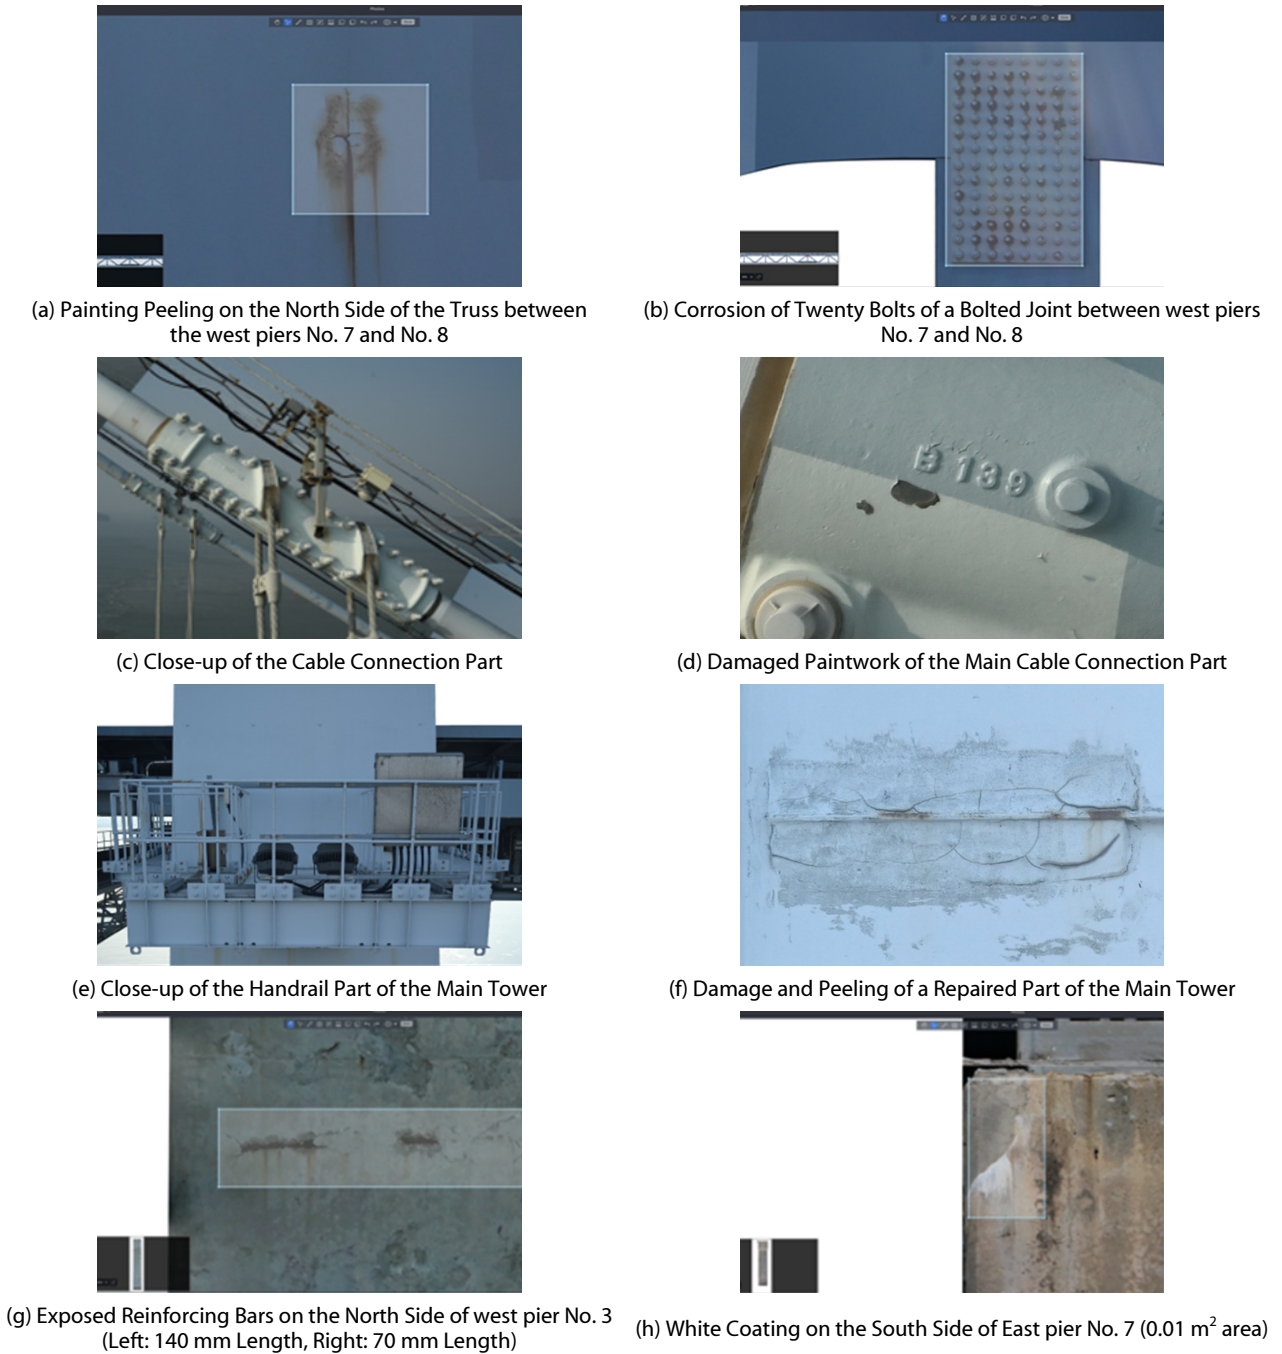 (a) Painting Peeling on the North Side of the Truss between
the west piers No. 7 and No. 8
(b) Corrosion of Twenty Bolts of a Bolted Joint between west piers
No. 7 and No. 8
B 139
(c) Close-up of the Cable Connection Part
(d) Damaged Paintwork of the Main Cable Connection Part
(e) Close-up of the Handrail Part of the Main Tower
(f) Damage and Peeling of a Repaired Part of the Main Tower
(g) Exposed Reinforcing Bars on the North Side of west pier No. 3
(Left: 140 mm Length, Right: 70 mm Length)
(h) White Coating on the South Side of East pier No. 7 (0.01 m² area)